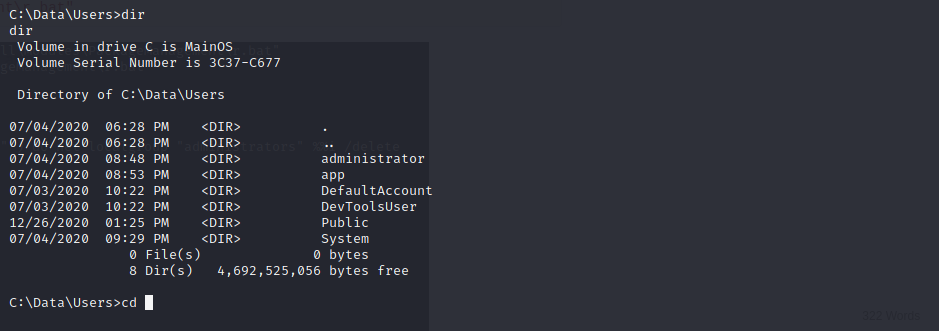 C:\Data\Users>dir
dir
 Volume in drive C is MainOS
 Volume Serial Number is 3C37-C677

 Directory of C:\Data\Users

07/04/2020  06:28 PM    <DIR>          .
07/04/2020  06:28 PM    <DIR>          ..
07/04/2020  08:48 PM    <DIR>          administrator
07/04/2020  08:53 PM    <DIR>          app
07/03/2020  10:22 PM    <DIR>          DefaultAccount
07/03/2020  10:22 PM    <DIR>          DevToolsUser
12/26/2020  01:25 PM    <DIR>          Public
07/04/2020  09:29 PM    <DIR>          System
               0 File(s)              0 bytes
               8 Dir(s)   4,692,525,056 bytes free

C:\Data\Users>cd
822 Words